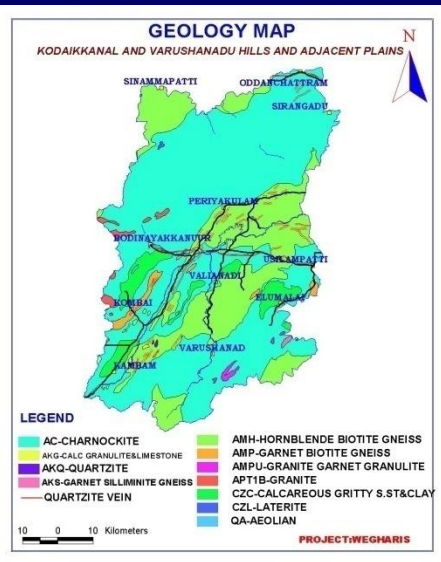 GEOLOGY MAP
KODAIKKANAL AND VARUSHANADU HILLS AND ADJACENT PLAINS
N
SINAMMAPATTI
ODDANCHATTRAM
SIRANGADU
PERIYAKULAM
BODINAYAKKANUUR
USILAMPATTI
VALIANADI
KOMBAI
ELUMALAI
VARUSHANAD
KAMBAM
LEGEND
AC-CHARNOCKITE
AKG-CALC GRANULITE&LIMESTONE
AKQ-QUARTZITE
AKS-GARNET SILLIMINITE GNEISS
QUARTZITE VEIN
AMH-HORNBLENDE BIOTITE GNEISS
AMP-GARNET BIOTITE GNEISS
AMPU-GRANITE GARNET GRANULITE
APT1B-GRANITE
CZC-CALCAREOUS GRITTY S.ST&CLAY
CZL-LATERITE
QA-AEOLIAN
10 0 10 Kilometers
PROJECT:WEGHARIS